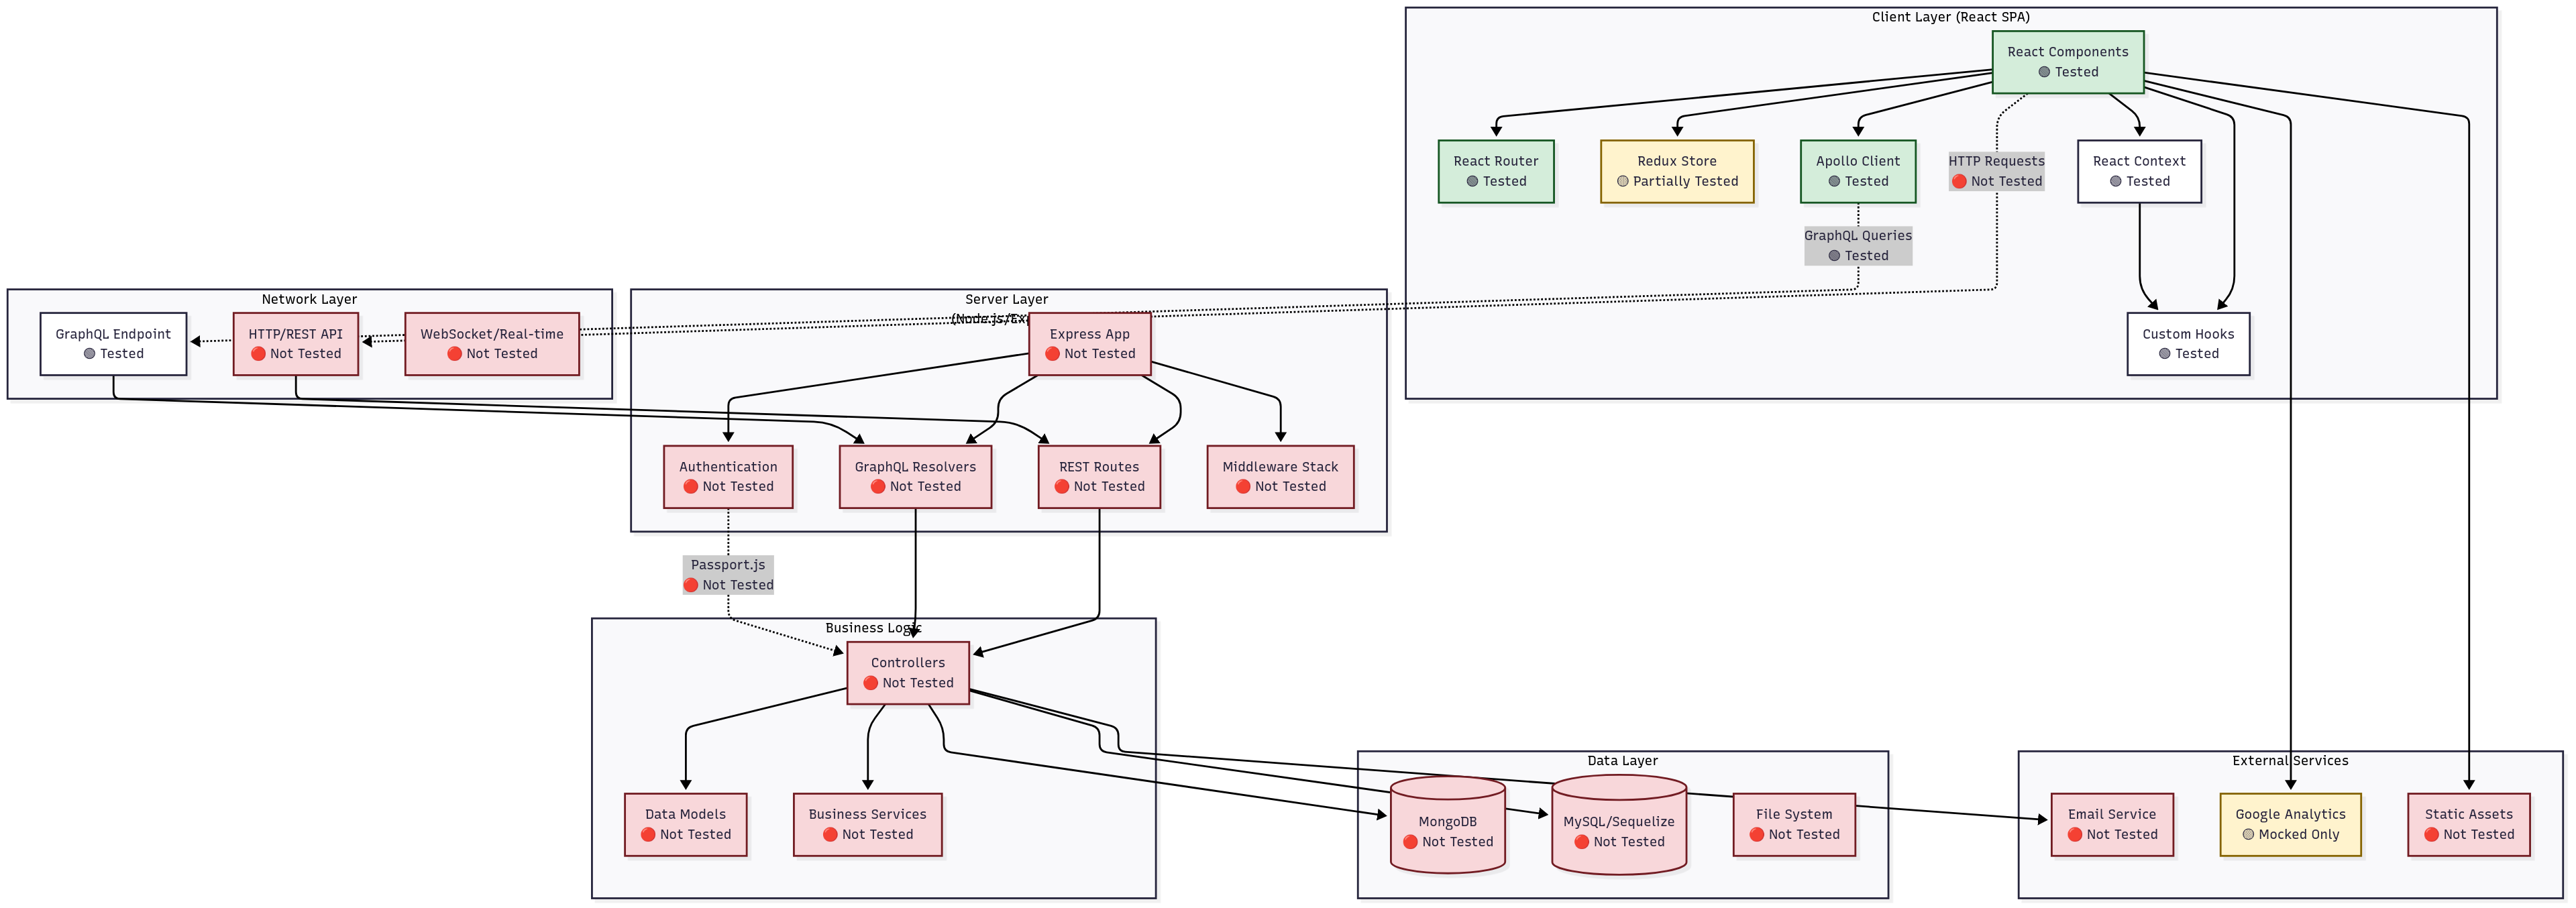 Client Layer (React SPA)
React Components
Tested
React Router
Tested
Redux Store
Partially Tested
Apollo Client
Tested
HTTP Requests
🔴 Not Tested
React Context
Tested
GraphQL Queries
Tested
Custom Hooks
Tested
Network Layer
GraphQL Endpoint
Tested
HTTP/REST API
🔴 Not Tested
WebSocket/Real-time
🔴 Not Tested
Server Layer
(Node.js/Ex
Express App
🔴 Not Tested
Authentication
🔴 Not Tested
GraphQL Resolvers
🔴 Not Tested
REST Routes
🔴 Not Tested
Middleware Stack
🔴 Not Tested
Passport.js
🔴 Not Tested
Business Logic
Controllers
🔴 Not Tested
Data Models
🔴 Not Tested
Business Services
🔴 Not Tested
Data Layer
MongoDB
🔴 Not Tested
MySQL/Sequelize
🔴 Not Tested
File System
🔴 Not Tested
External Services
Email Service
🔴 Not Tested
Google Analytics
Mocked Only
Static Assets
🔴 Not Tested